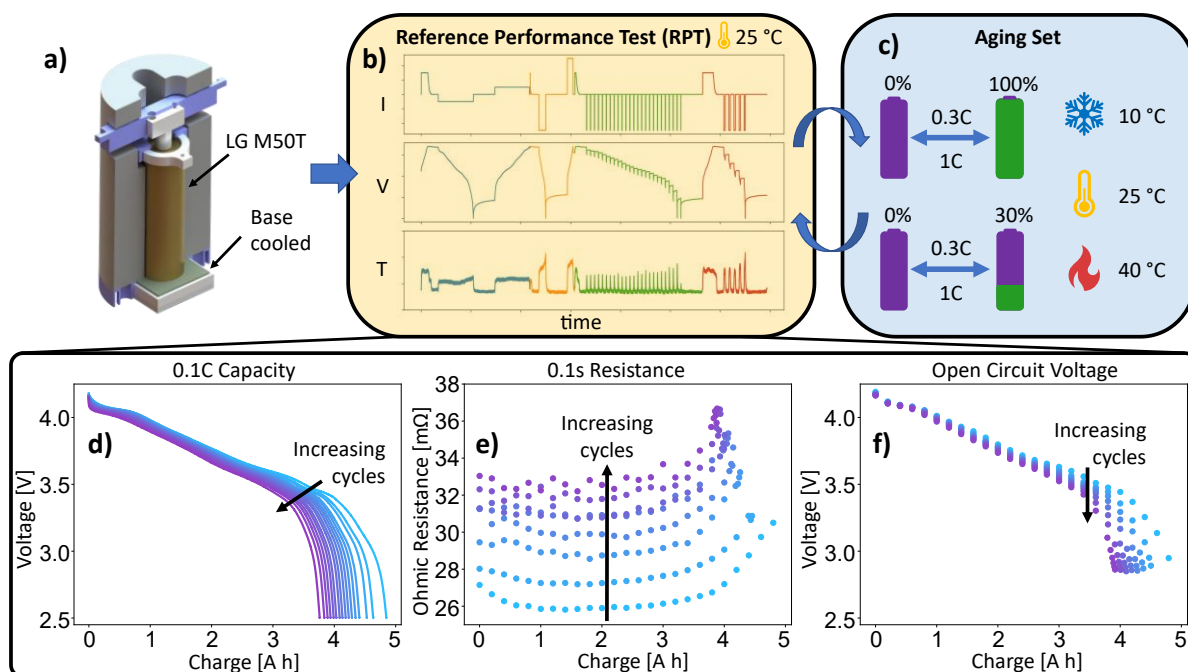 a)
LG M50T
Base
cooled
Reference Performance Test (RPT) 25 °C
b)
I
V
T
time
c)
Aging Set
0%
100%
0.3C
1C
10 °C
25 °C
0%
30%
0.3C
1C
40 °C
0.1C Capacity
d)
Increasing
cycles
Voltage [V]
4.0
3.5
3.0
2.5
0 1 2 3 4 5
Charge [A h]
0.1s Resistance
e)
Increasing
cycles
Ohmic Resistance [mΩ]
38
36
34
32
30
28
26
0 1 2 3 4 5
Charge [A h]
Open Circuit Voltage
f)
Increasing
cycles
Voltage [V]
4.0
3.5
3.0
2.5
0 1 2 3 4 5
Charge [A h]